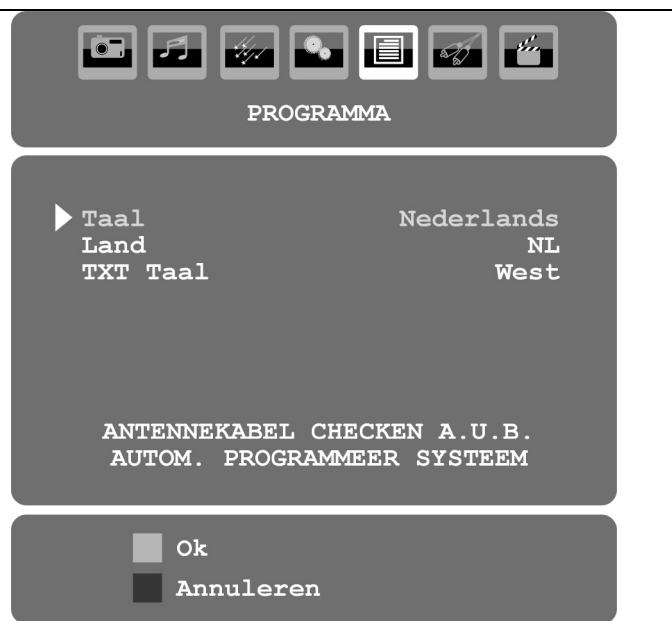 PROGRAMMA
Taal Nederlands
Land NL
TXT Taal West
ANTENNEKABEL CHECKEN A.U.B.
AUTOM. PROGRAMMEER SYSTEEM
Ok
Annuleren